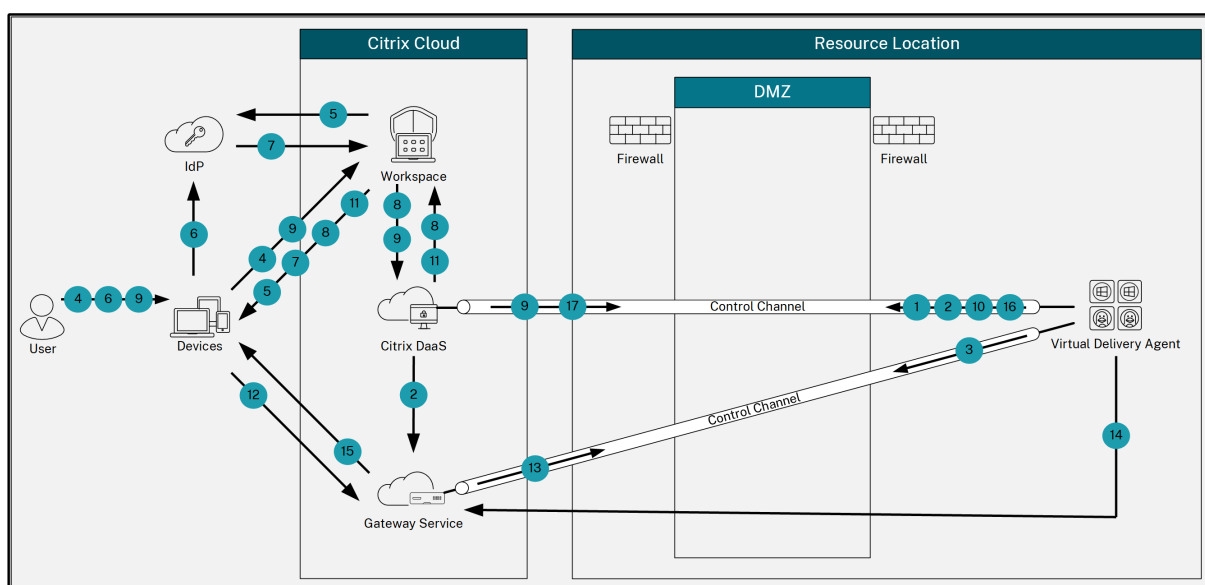 Citrix Cloud
Resource Location
DMZ
5
Firewall
Firewall
7
IdP
Workspace
11
8
9
8
8
6
9
4
7
11
5
4 6 9
9 17
Control Channel
1 2 10 16
User
Devices
Citrix DaaS
Virtual Delivery Agent
3
12
2
Control Channel
14
15
13
Gateway Service